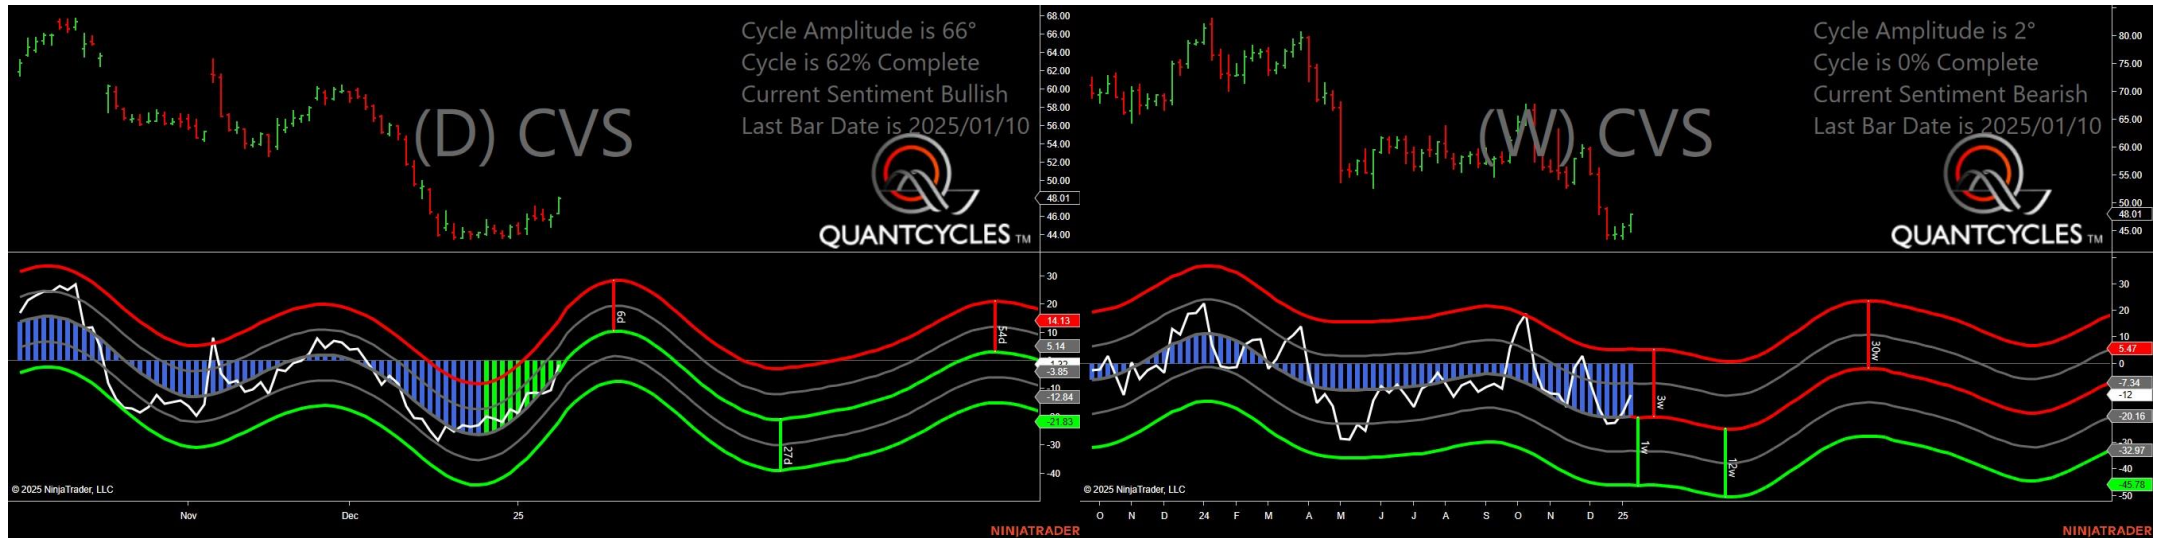 Cycle Amplitude is 66°
Cycle is 62% Complete
Current Sentiment Bullish
Last Bar Date is 2025/01/10
(D) CVS
QUANTCYCLES TM
68.00
66.00
64.00
62.00
60.00
58.00
56.00
54.00
52.00
50.00
48.01
46.00
44.00
6d
54d
27d
30
20
14.13
10
5.14
-3.85
-10
-12.84
-21.83
-30
-40
© 2025 NinjaTrader, LLC
Nov
Dec
25
NINJATRADER
Cycle Amplitude is 2°
Cycle is 0% Complete
Current Sentiment Bearish
Last Bar Date is 2025/01/10
(W) CVS
QUANTCYCLES TM
80.00
75.00
70.00
65.00
60.00
55.00
50.00
48.01
45.00
3w
1w
12w
30w
30
20
10
5.47
0
-7.34
-12
-20.16
-32.97
-40
-45.78
-50
© 2025 NinjaTrader, LLC
O N D 24 F M A M J J A S O N D 25
NINJATRADER